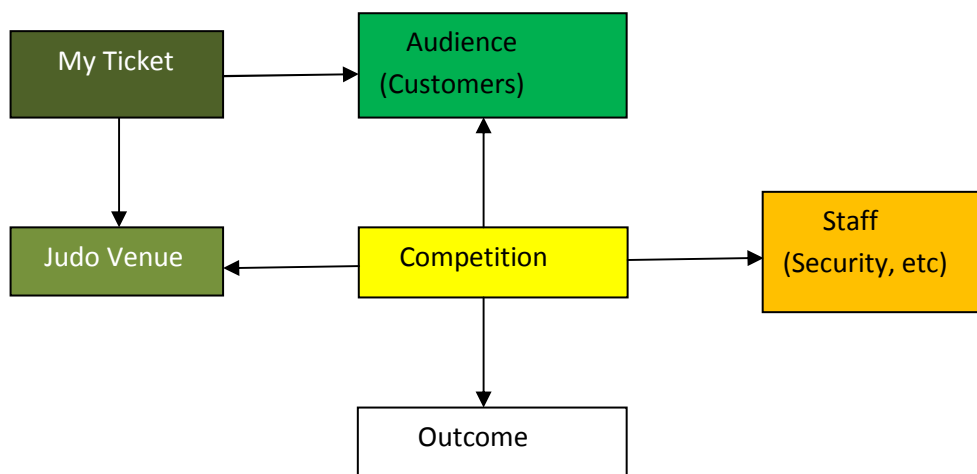 My Ticket
Audience
(Customers)
Judo Venue
Competition
Staff
(Security, etc)
Outcome